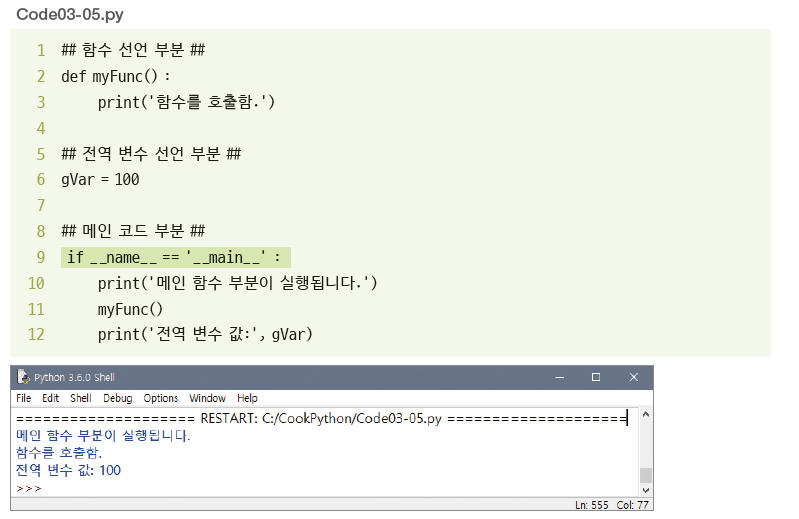 Code03-05.py
1 ## 함수 선언 부분 ##
2 def myFunc() :
3 print('함수를 호출함.')
4
5 ## 전역 변수 선언 부분 ##
6 gVar = 100
7
8 ## 메인 코드 부분 ##
9 if __name__ == '__main__' :
10 print('메인 함수 부분이 실행됩니다.')
11 myFunc()
12 print('전역 변수 값:', gVar)
Python 3.6.0 Shell
File Edit Shell Debug Options Window Help
==================== RESTART: C:/CookPython/Code03-05.py ====================
메인 함수 부분이 실행됩니다.
함수를 호출함.
전역 변수 값: 100
>>>
Ln: 555 Col: 77